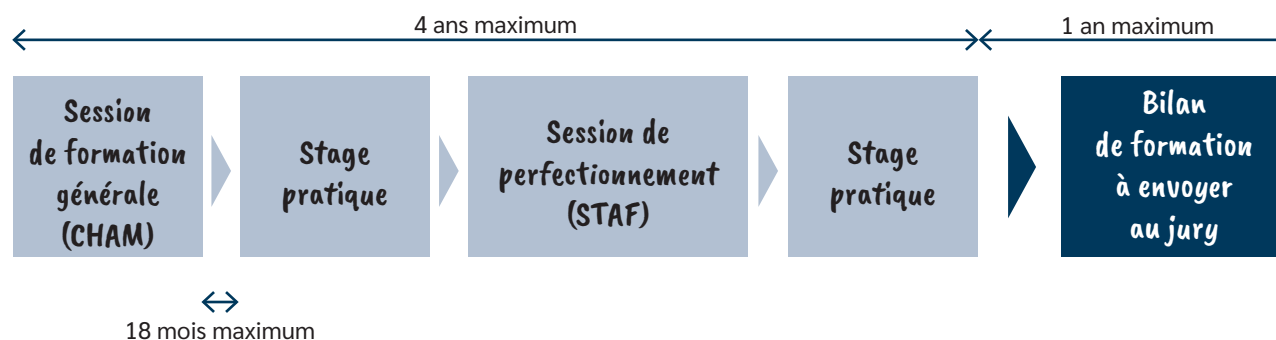 4 ans maximum
1 an maximum
Session
de formation
générale
(CHAM)
Stage
pratique
Session de
perfectionnement
(STAF)
Stage
pratique
Bilan
de formation
à envoyer
au jury
18 mois maximum